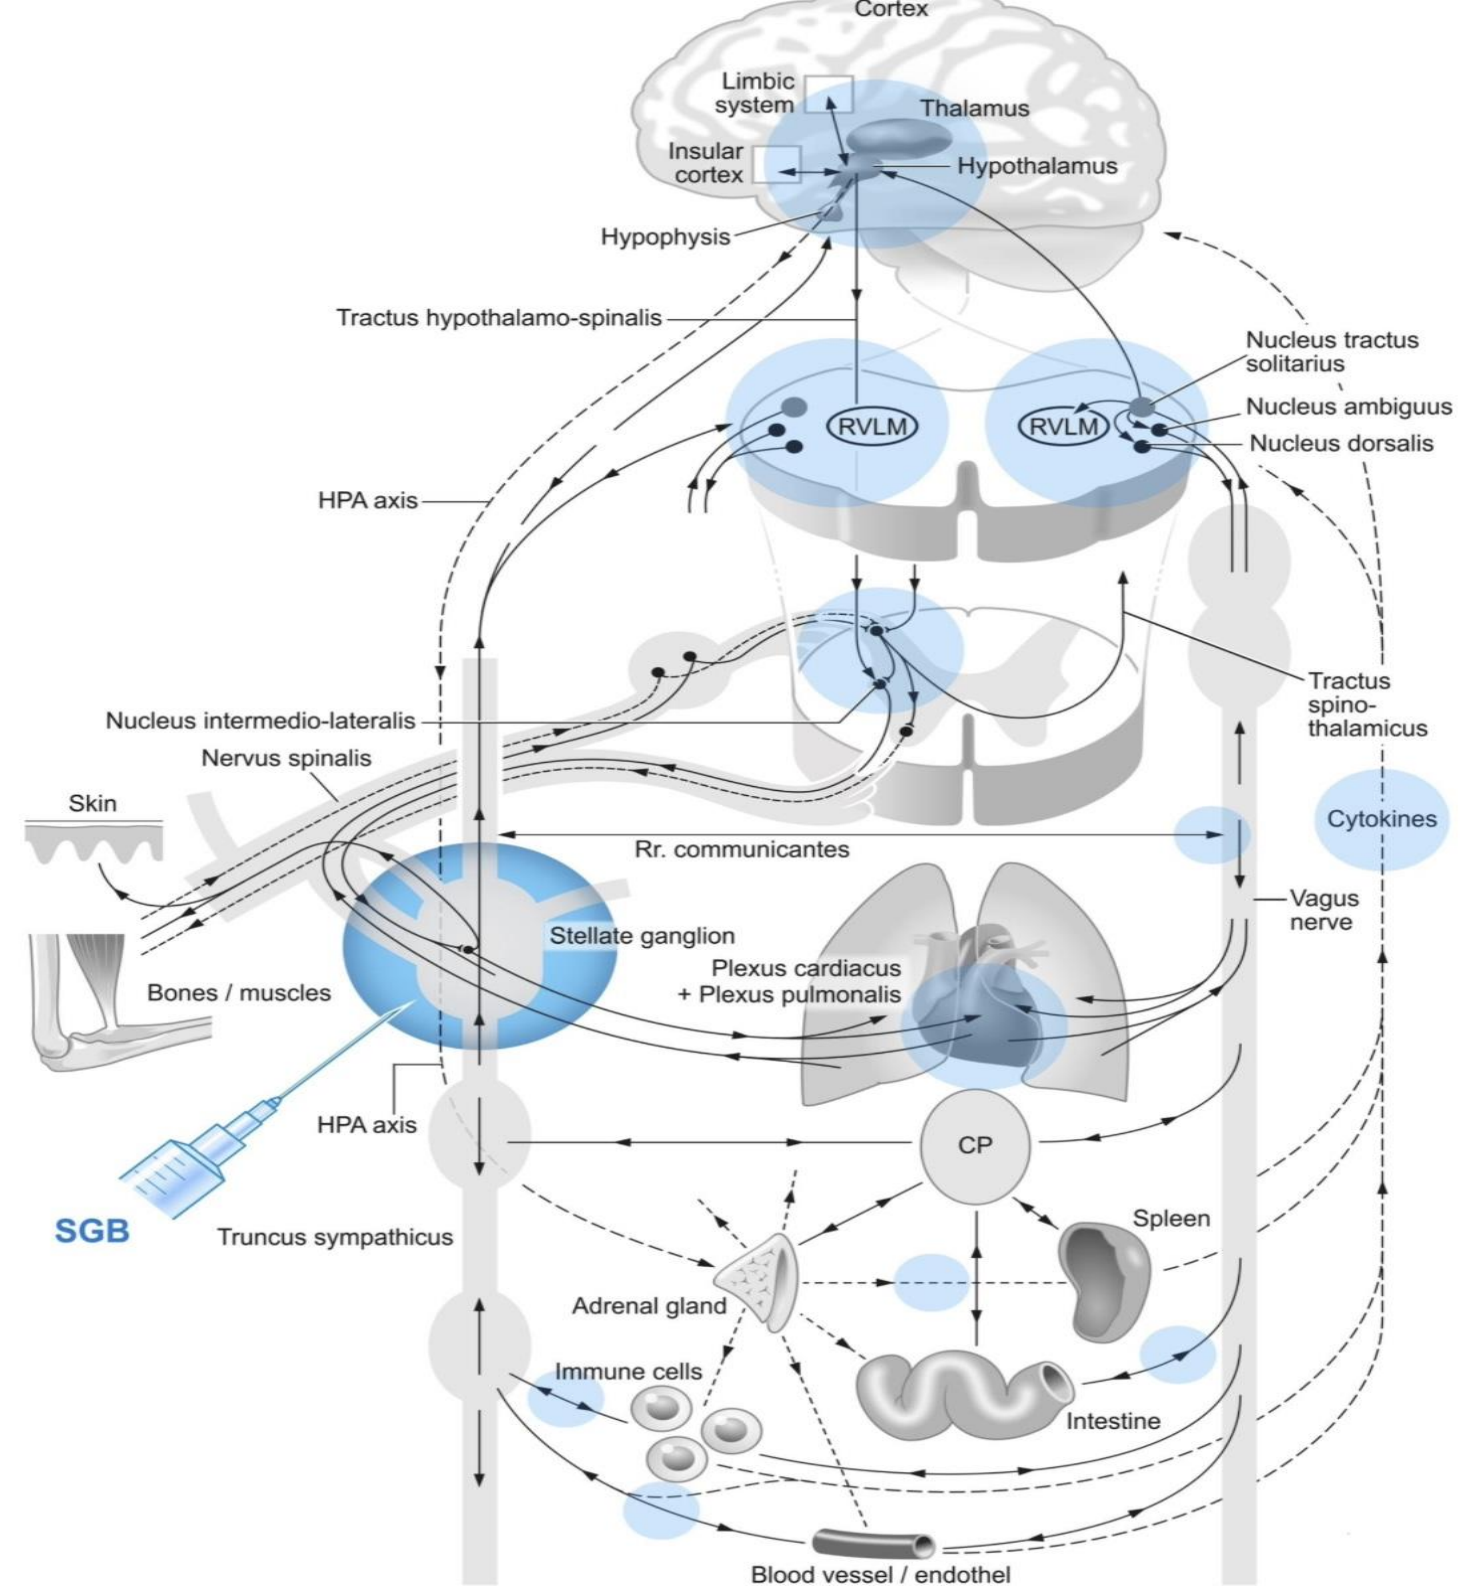 Cortex
Limbic
system
Thalamus
Insular
cortex
Hypothalamus
Hypophysis
Tractus hypothalamo-spinalis
Nucleus tractus
solitarius
Nucleus ambiguus
RVLM
RVLM
Nucleus dorsalis
HPA axis
Tractus
spino-
thalamicus
Nucleus intermedio-lateralis
Nervus spinalis
Skin
Cytokines
Rr. communicantes
Vagus
nerve
Stellate ganglion
Plexus cardiacus
+ Plexus pulmonalis
Bones / muscles
HPA axis
CP
SGB
Truncus sympathicus
Spleen
Adrenal gland
Immune cells
Intestine
Blood vessel / endothel